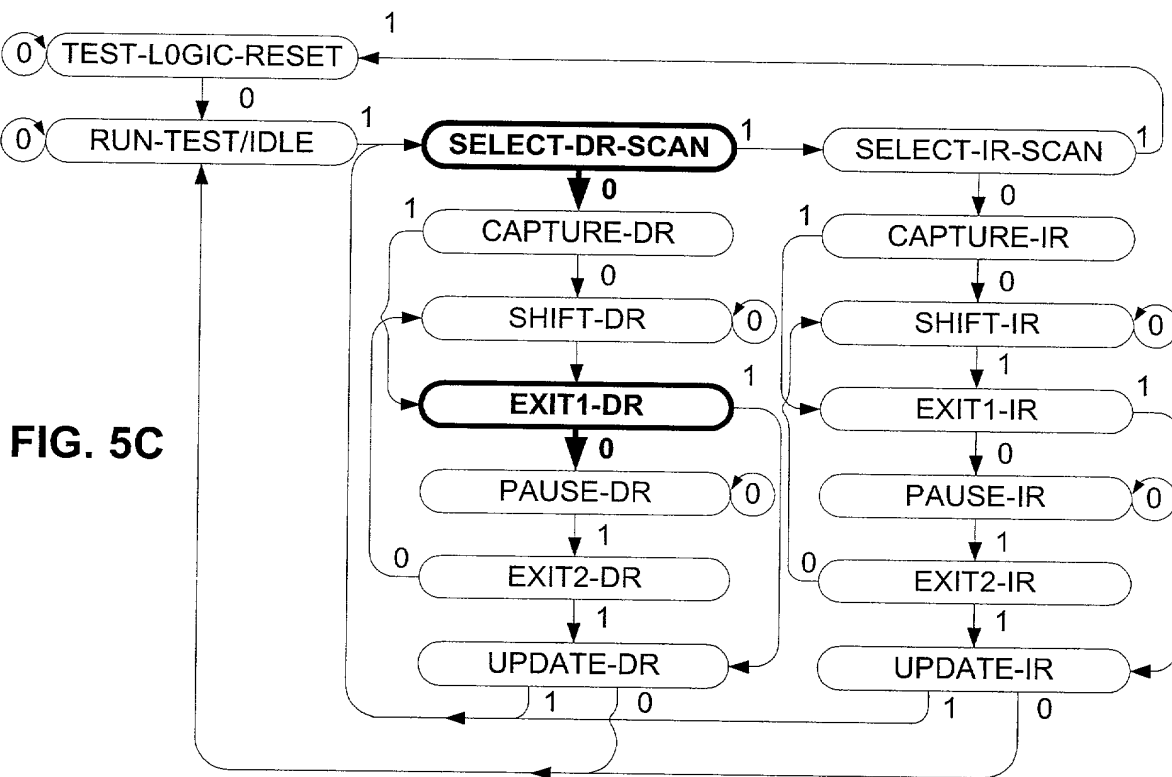 1
0 TEST-L0GIC-RESET
0
0 RUN-TEST/IDLE 1 SELECT-DR-SCAN 1 SELECT-IR-SCAN 1
0 0
1 CAPTURE-DR 1 CAPTURE-IR
0 0
SHIFT-DR 0 SHIFT-IR 0
1
EXIT1-DR 1 EXIT1-IR 1
FIG. 5C
0 0
PAUSE-DR 0 PAUSE-IR 0
1 1
0 EXIT2-DR 0 EXIT2-IR
1 1
UPDATE-DR UPDATE-IR
1 0 1 0